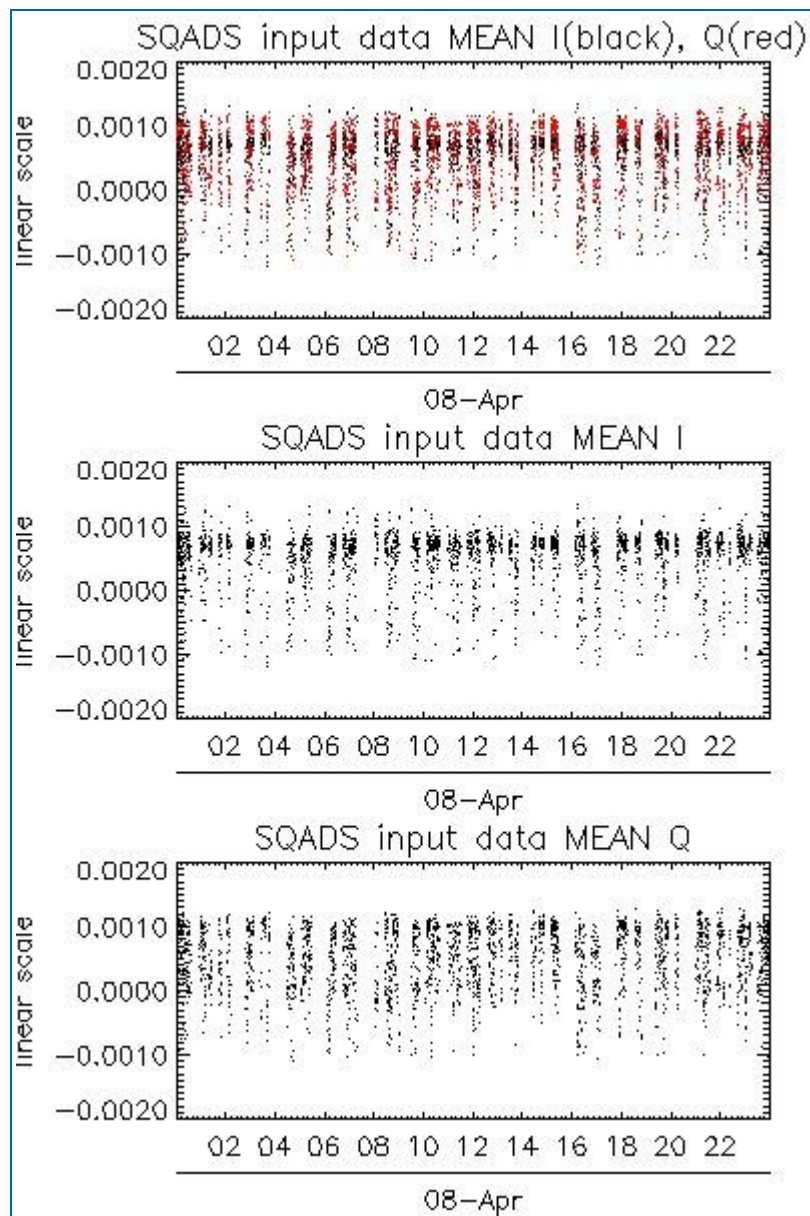 SQADS input data MEAN I(black), Q(red)
0.0020
0.0010
0.0000
-0.0010
-0.0020
linear scale
02 04 06 08 10 12 14 16 18 20 22
08-Apr
SQADS input data MEAN I
0.0020
0.0010
0.0000
-0.0010
-0.0020
linear scale
02 04 06 08 10 12 14 16 18 20 22
08-Apr
SQADS input data MEAN Q
0.0020
0.0010
0.0000
-0.0010
-0.0020
linear scale
02 04 06 08 10 12 14 16 18 20 22
08-Apr